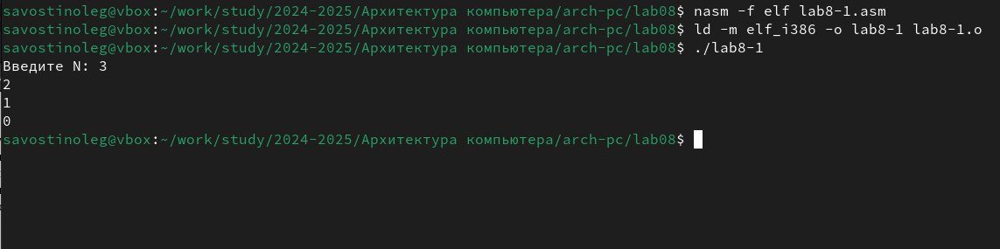 savostinoleg@vbox:~/work/study/2024-2025/Архитектура компьютера/arch-pc/lab08$ nasm -f elf lab8-1.asm
savostinoleg@vbox:~/work/study/2024-2025/Архитектура компьютера/arch-pc/lab08$ ld -m elf_i386 -o lab8-1 lab8-1.o
savostinoleg@vbox:~/work/study/2024-2025/Архитектура компьютера/arch-pc/lab08$ ./lab8-1
Введите N: 3
2
1
0
savostinoleg@vbox:~/work/study/2024-2025/Архитектура компьютера/arch-pc/lab08$